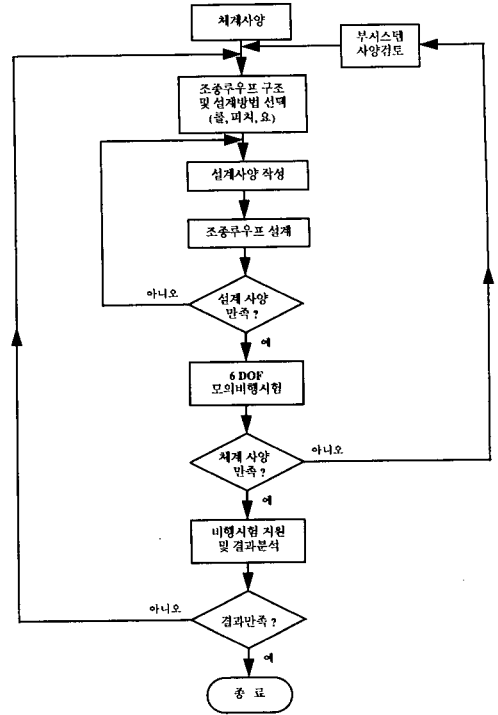 체계사양
부시스템
사양검토
조종루우프 구조
및 설계방법 선택
(롤, 피치, 요)
설계사양 작성
조종루우프 설계
아니오
설계 사양
만족 ?
예
6 DOF
모의비행시험
체계 사양
만족 ?
아니오
예
비행시험 지원
및 결과분석
아니오
결과만족 ?
예
종 료